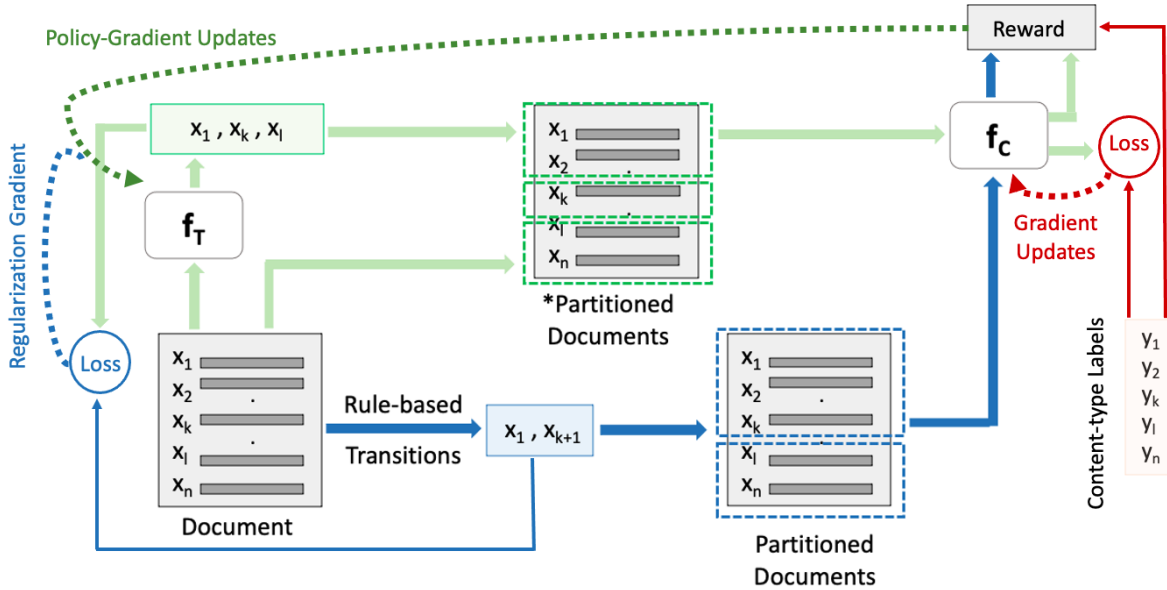 Policy-Gradient Updates
Reward
x1 , xk , xl
x1
x2
.
xk
.
xl
xn
fC
Loss
fT
Gradient
Updates
Regularization Gradient
*Partitioned
Documents
Loss
x1
x2
.
xk
.
xl
xn
Document
Rule-based
Transitions
x1 , xk+1
x1
x2
.
xk
.
xl
xn
Partitioned
Documents
Content-type Labels
y1
y2
yk
yl
yn